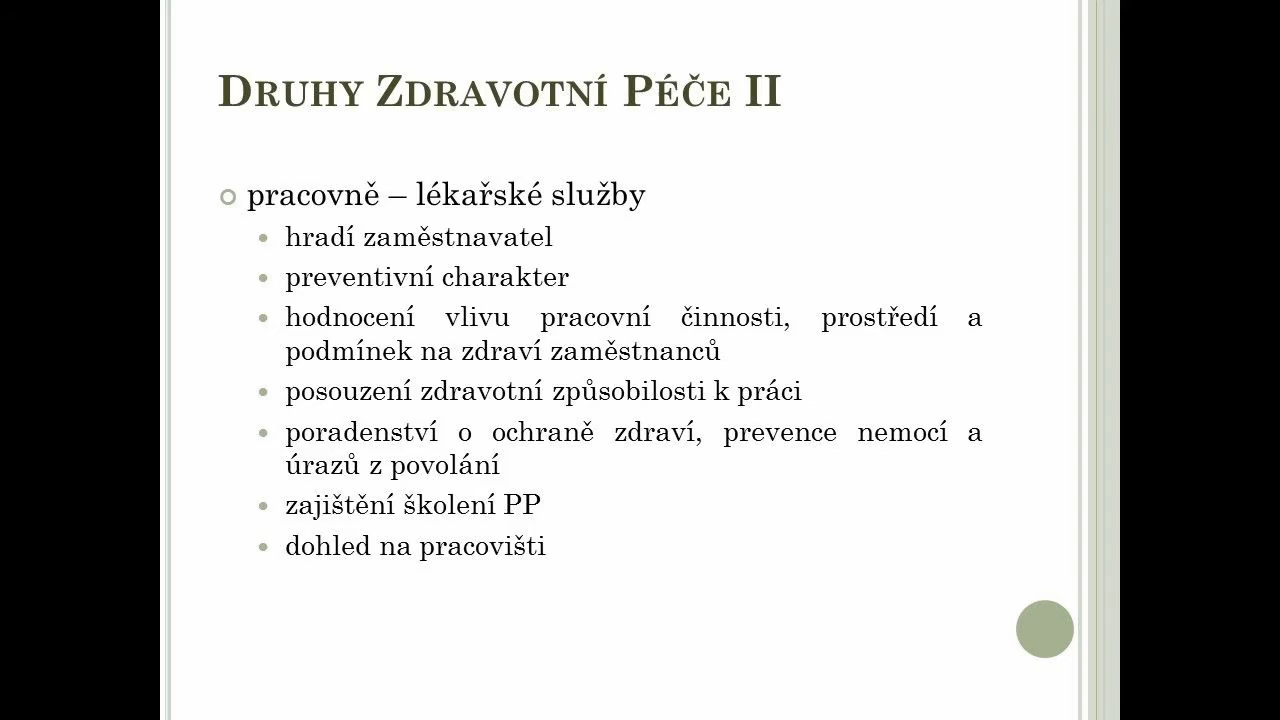 Druhy Zdravotní Péče II
pracovně – lékařské služby
hradí zaměstnavatel
preventivní charakter
hodnocení vlivu pracovní činnosti, prostředí a
podmínek na zdraví zaměstnanců
posouzení zdravotní způsobilosti k práci
poradenství o ochraně zdraví, prevence nemocí a
úrazů z povolání
zajištění školení PP
dohled na pracovišti